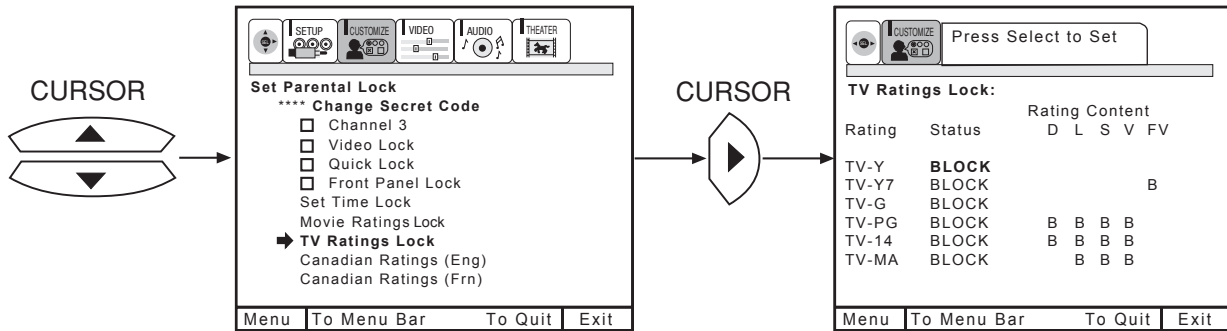 CURSOR
SEL
SETUP
CUSTOMIZE
VIDEO
AUDIO
THEATER
Set Parental Lock
**** Change Secret Code
Channel 3
Video Lock
Quick Lock
Front Panel Lock
Set Time Lock
Movie Ratings Lock
TV Ratings Lock
Canadian Ratings (Eng)
Canadian Ratings (Frn)
Menu To Menu Bar To Quit Exit
CURSOR
SEL
CUSTOMIZE
Press Select to Set
TV Ratings Lock:
Rating Content
Rating Status D L S V FV
TV-Y BLOCK
TV-Y7 BLOCK B
TV-G BLOCK
TV-PG BLOCK B B B B
TV-14 BLOCK B B B B
TV-MA BLOCK B B B
Menu To Menu Bar To Quit Exit